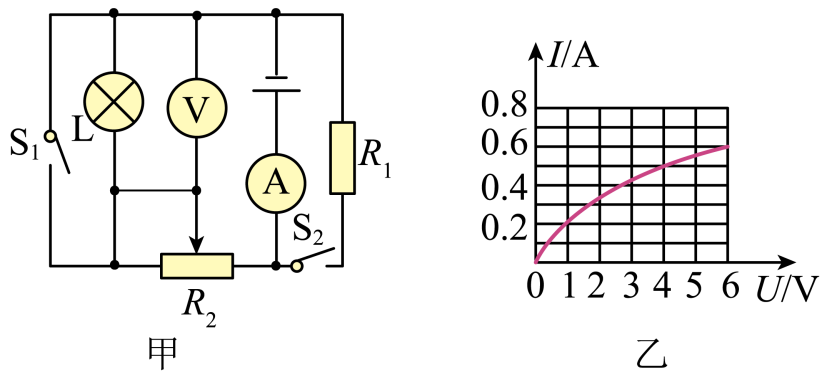 S₁
L
V
A
R₁
S₂
R₂
甲
I/A
0.8
0.6
0.4
0.2
0 1 2 3 4 5 6 U/V
乙